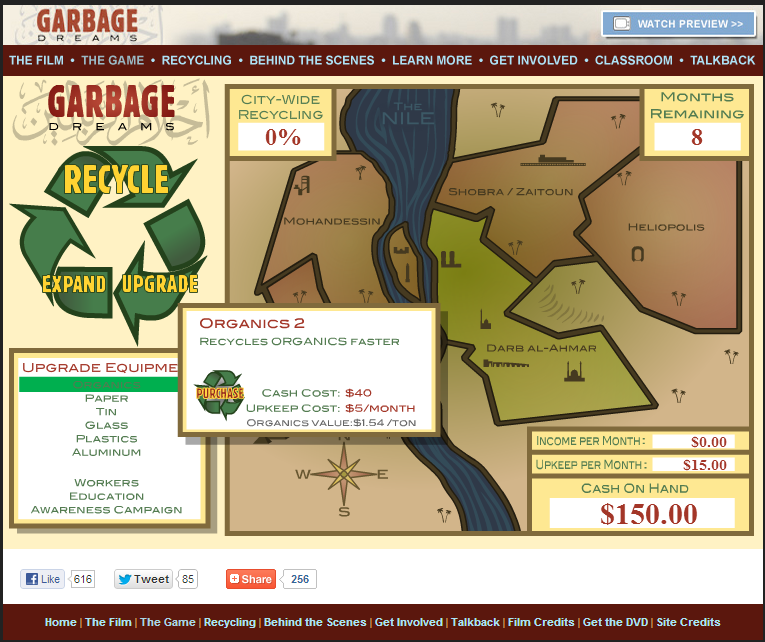 GARBAGE
DREAMS
WATCH PREVIEW >>
THE FILM • THE GAME • RECYCLING • BEHIND THE SCENES • LEARN MORE • GET INVOLVED • CLASSROOM • TALKBACK
GARBAGE
DREAMS
RECYCLE
EXPAND
UPGRADE
City-Wide
Recycling
0%
The
Nile
Months
Remaining
8
Shobra / Zaitoun
Mohandessin
Heliopolis
Darb al-Ahmar
Organics 2
Recycles ORGANICS faster
PURCHASE
Cash Cost: $40
Upkeep Cost: $5/month
Organics value:$1.54 /ton
Upgrade Equipme
Organics
Paper
Tin
Glass
Plastics
Aluminum
Workers
Education
Awareness Campaign
N
W
E
S
Income per Month: $0.00
Upkeep per Month: $15.00
Cash On Hand
$150.00
Like 616
Tweet 85
Share 256
Home | The Film | The Game | Recycling | Behind the Scenes | Get Involved | Talkback | Film Credits | Get the DVD | Site Credits